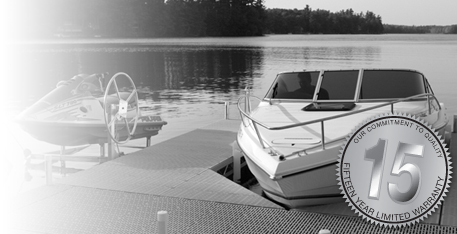 OUR COMMITMENT TO QUALITY
15
FIFTEEN YEAR LIMITED WARRANTY